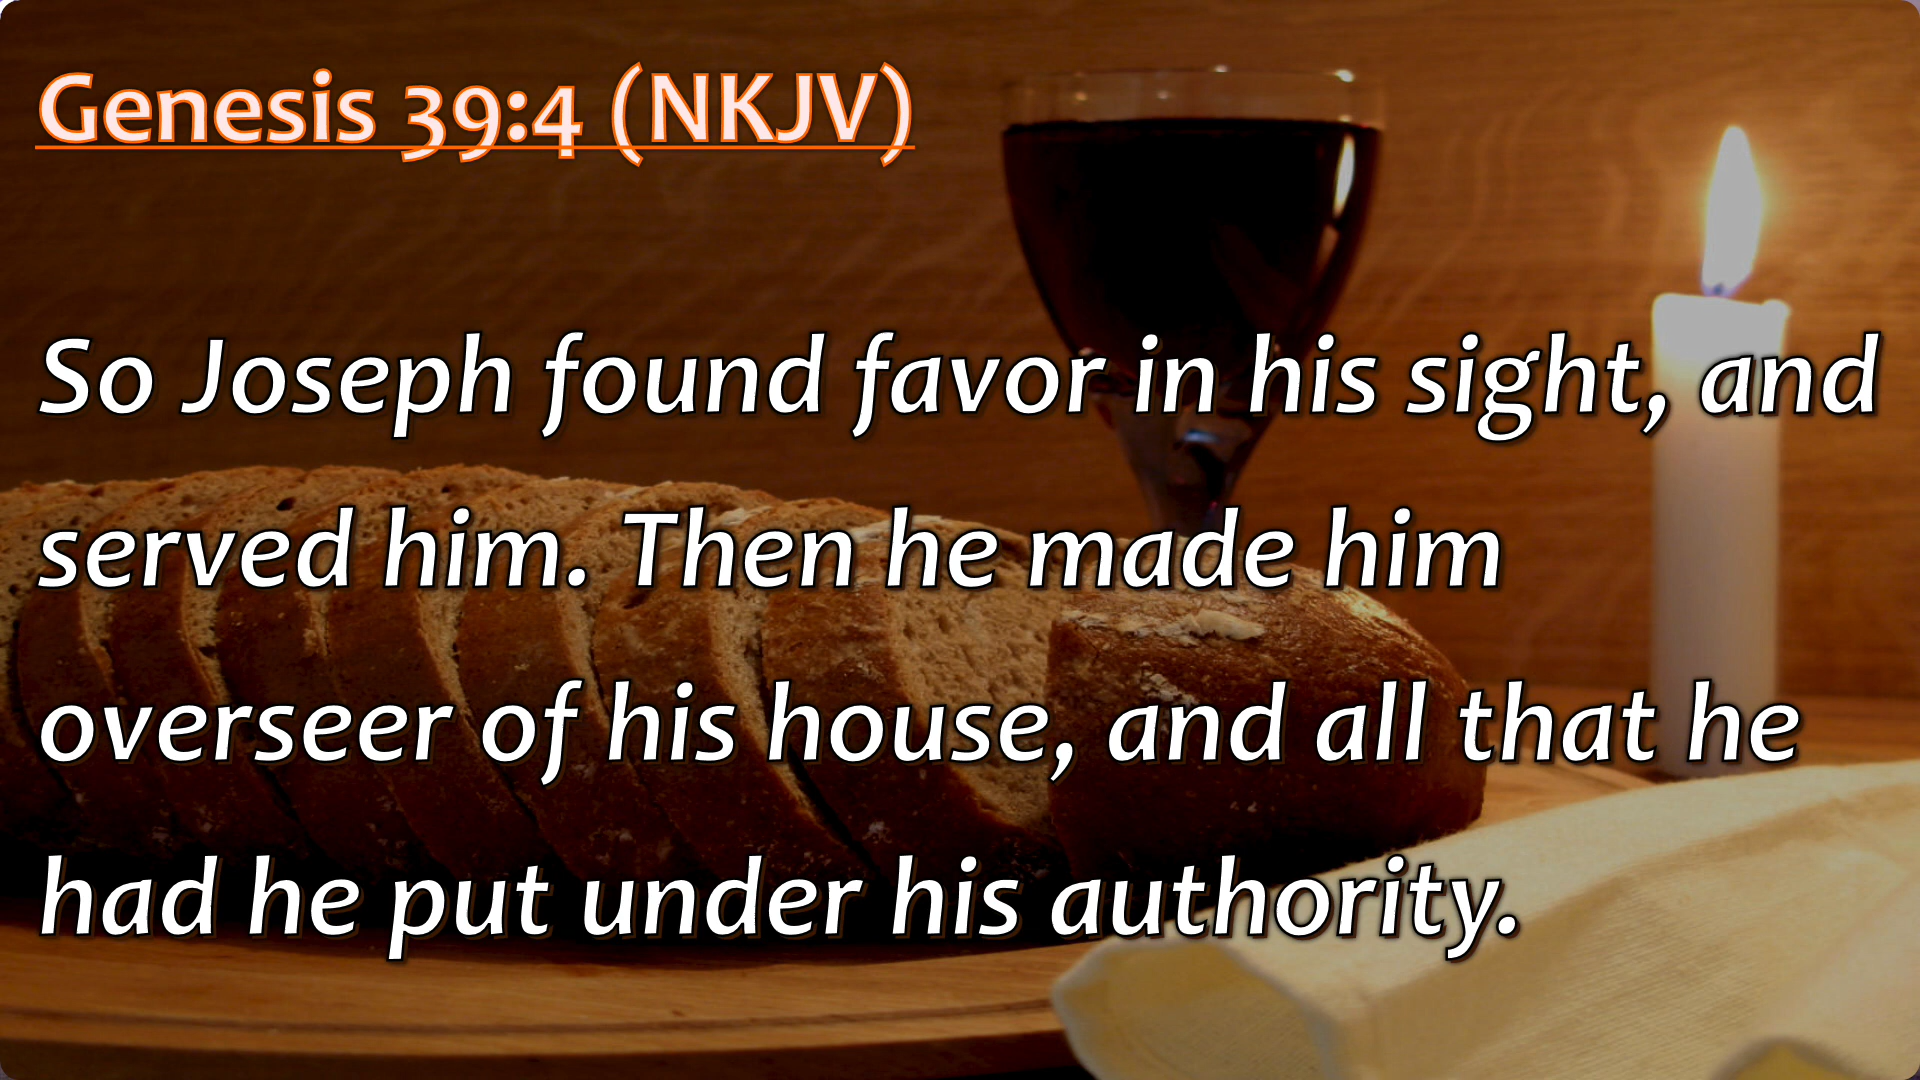 Genesis 39:4 (NKJV)
So Joseph found favor in his sight, and
served him. Then he made him
overseer of his house, and all that he
had he put under his authority.